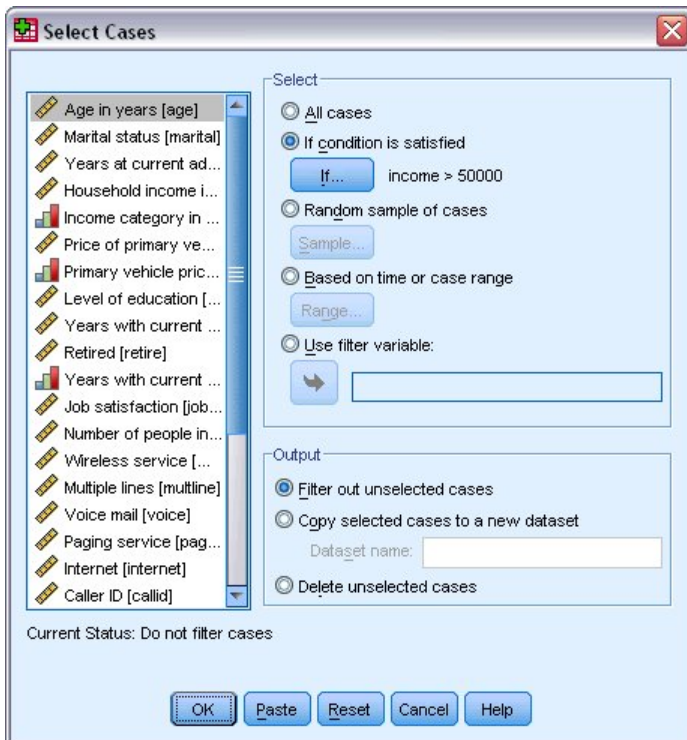 Select Cases
Age in years [age]
Marital status [marital]
Years at current ad...
Household income i...
Income category in ...
Price of primary ve...
Primary vehicle pric...
Level of education [...
Years with current ...
Retired [retire]
Years with current ...
Job satisfaction [job...
Number of people in...
Wireless service [...
Multiple lines [multline]
Voice mail [voice]
Paging service [pag...
Internet [internet]
Caller ID [callid]
Select
All cases
If condition is satisfied
If... income > 50000
Random sample of cases
Sample...
Based on time or case range
Range...
Use filter variable:
Output
Filter out unselected cases
Copy selected cases to a new dataset
Dataset name:
Delete unselected cases
Current Status: Do not filter cases
OK Paste Reset Cancel Help